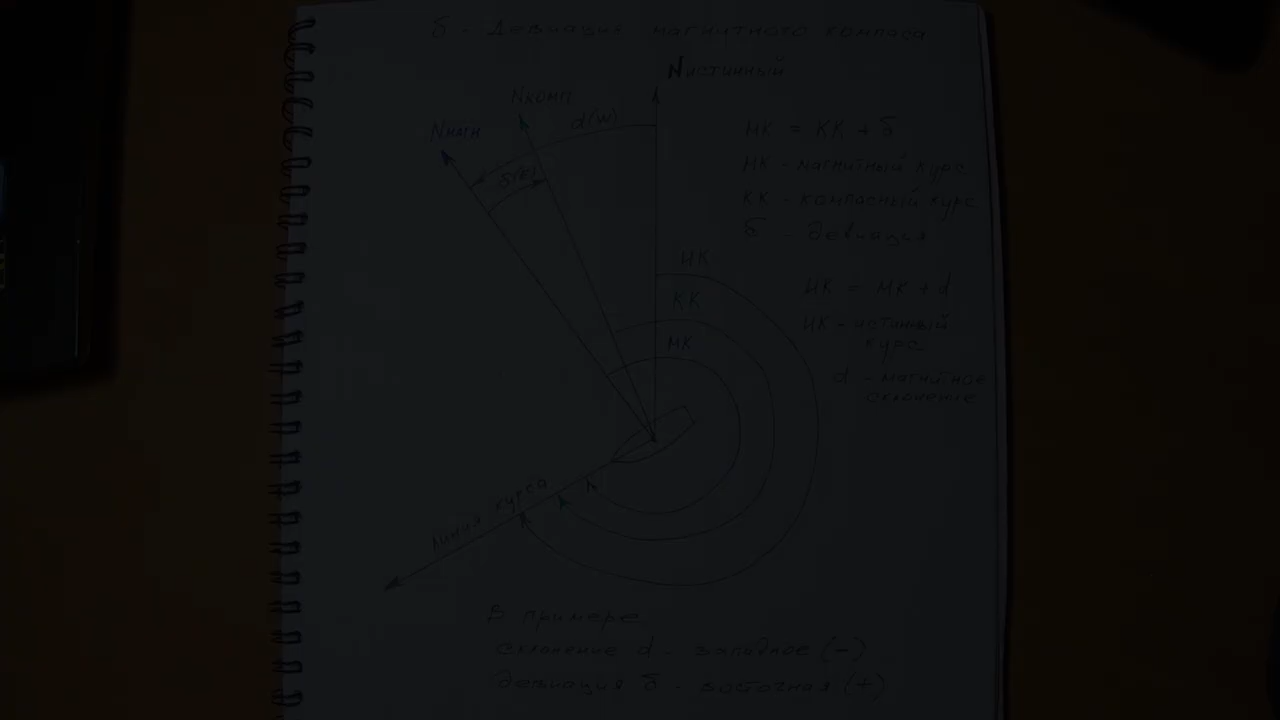 δ - Девиация магнитного компаса
Nистинный
Nкомп
d(W)
Nмагн
δ(E)
МК = КК + δ
МК - магнитный курс
КК - компасный курс
δ - девиация
ИК
ИК = МК + d
КК
ИК - истинный
курс
МК
d - магнитное
склонение
линия курса
В примере
склонение d - западное (-)
девиация δ - восточная (+)